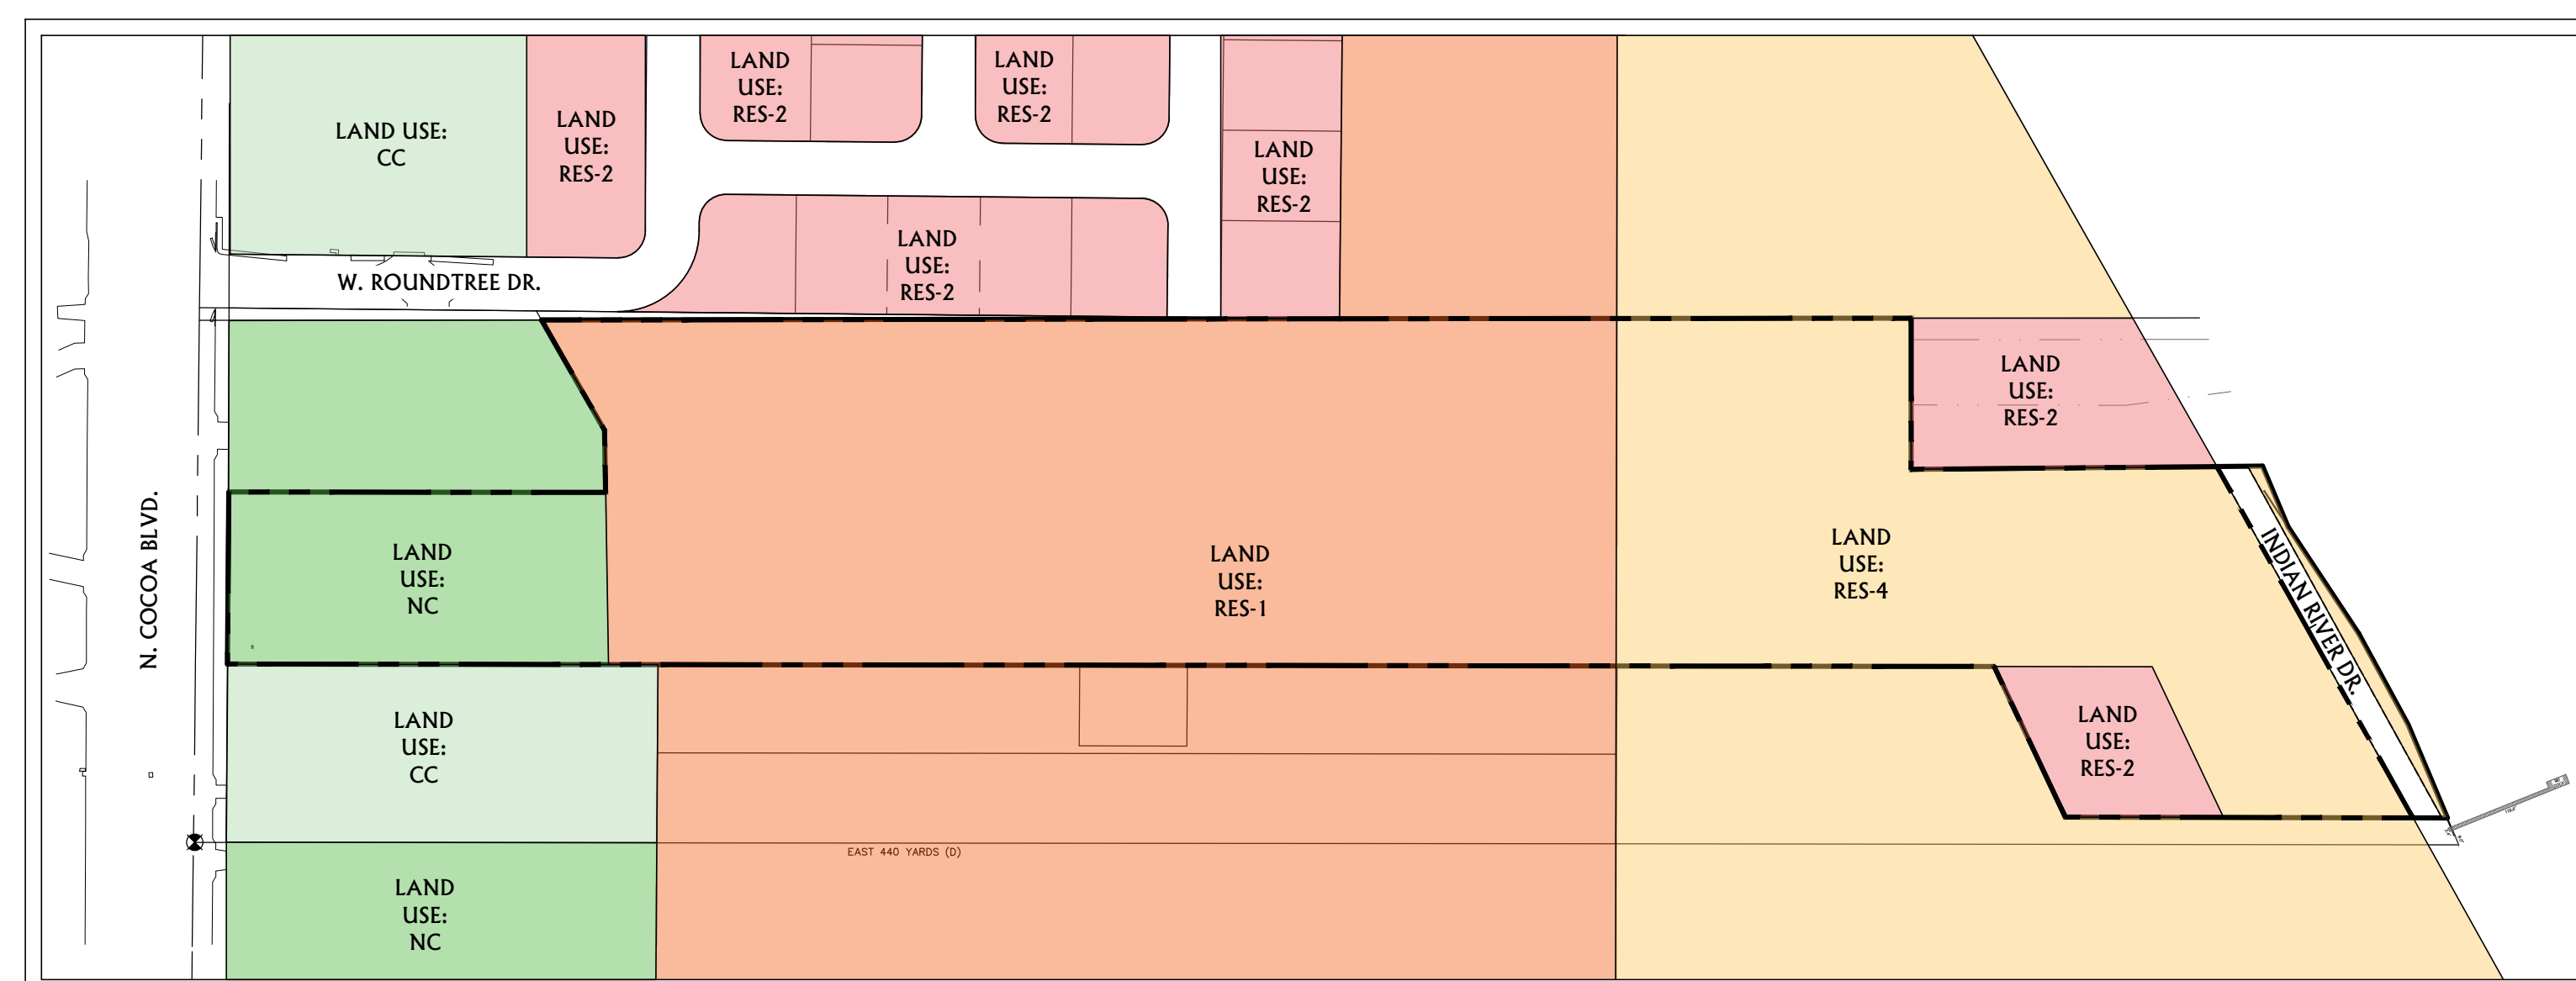 LAND
USE:
RES-2
LAND
USE:
RES-2
LAND USE:
CC
LAND
USE:
RES-2
LAND
USE:
RES-2
LAND
USE:
RES-2
W. ROUNDTREE DR.
LAND
USE:
RES-2
N. COCOA BLVD.
LAND
USE:
NC
LAND
USE:
RES-1
LAND
USE:
RES-4
INDIAN RIVER DR.
LAND
USE:
CC
LAND
USE:
RES-2
EAST 440 YARDS (D)
LAND
USE:
NC